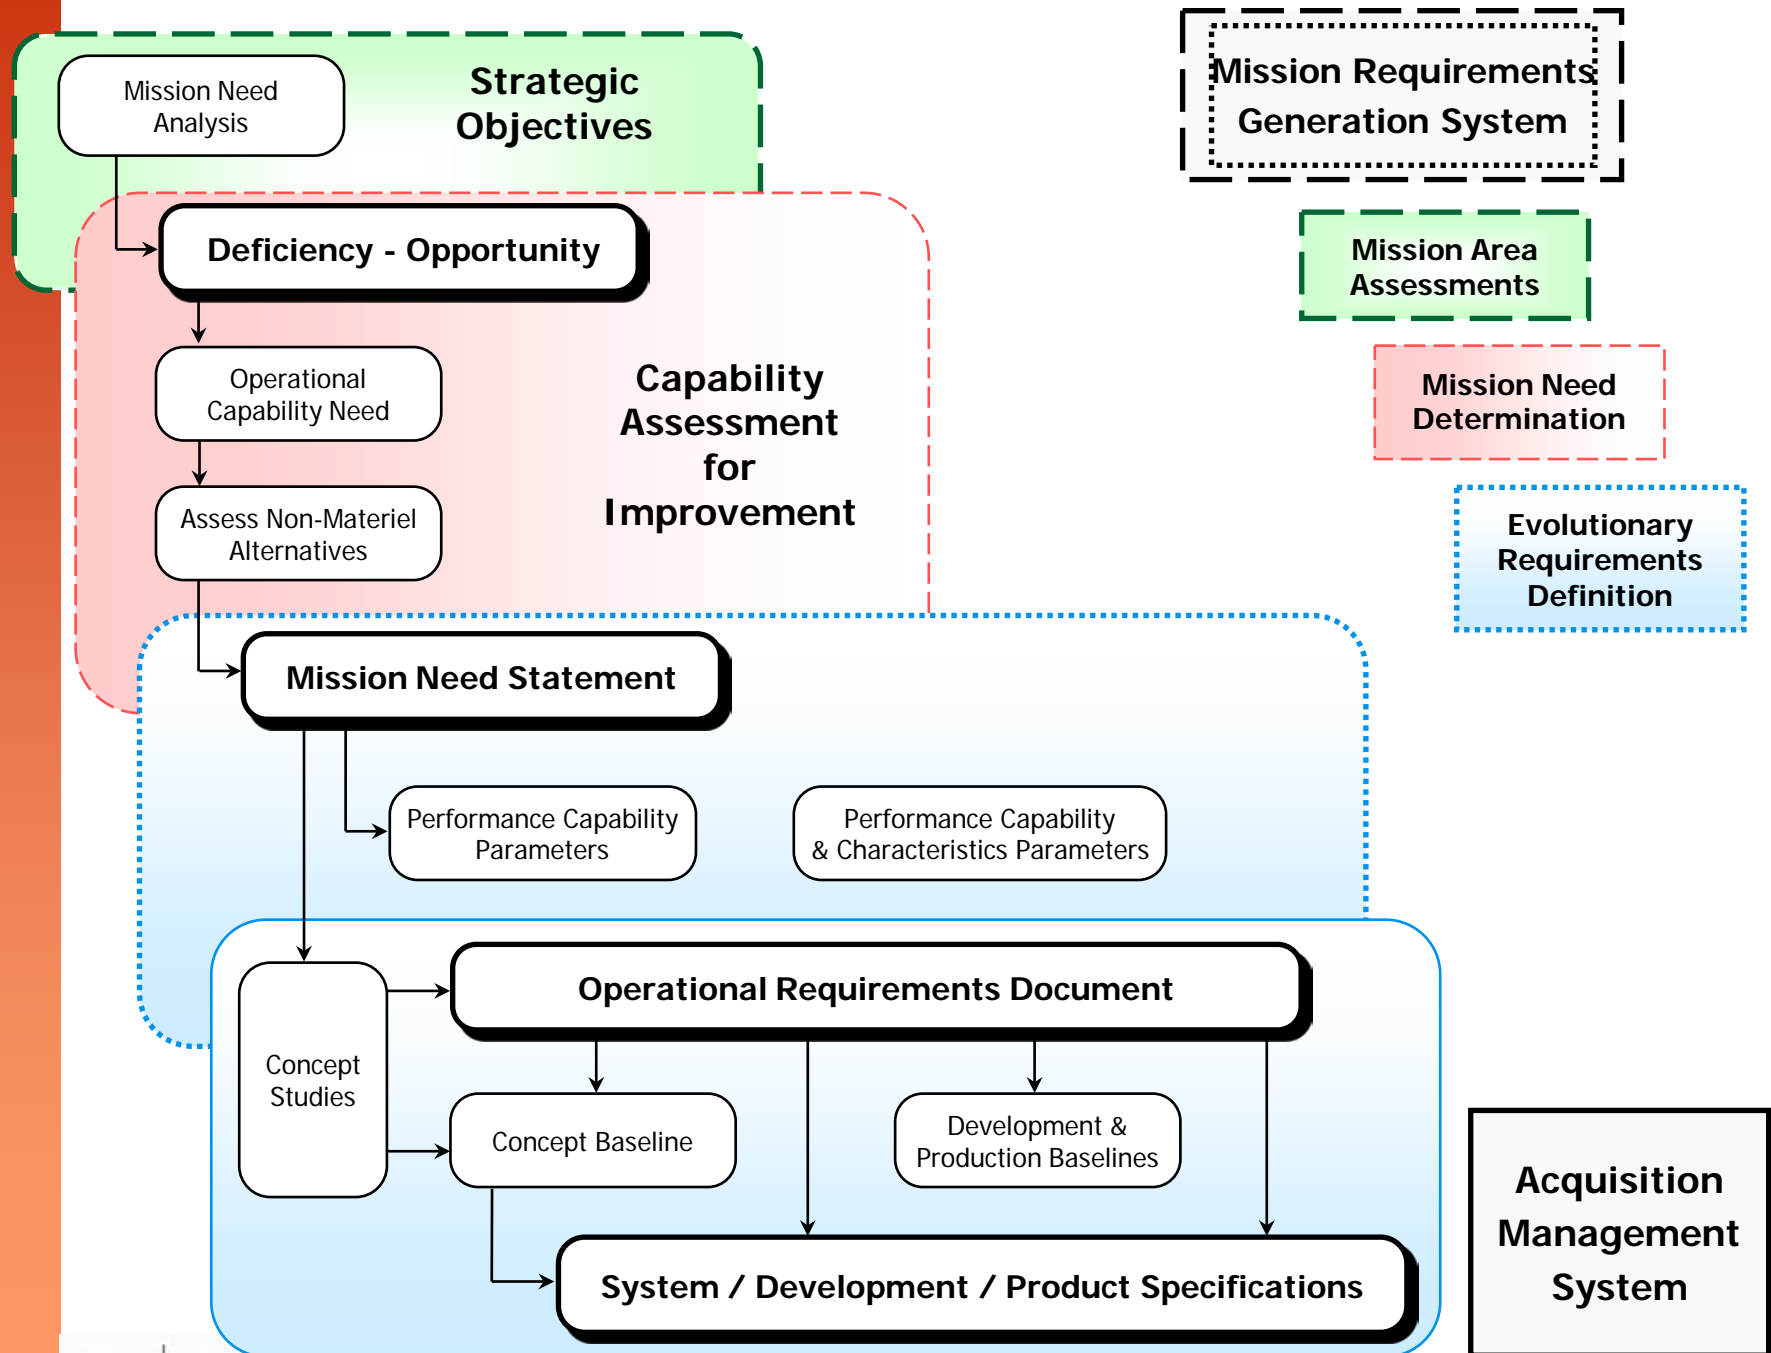 Mission Need
Analysis
Strategic
Objectives
Mission Requirements
Generation System
Deficiency - Opportunity
Mission Area
Assessments
Operational
Capability Need
Capability
Assessment
for
Improvement
Mission Need
Determination
Assess Non-Materiel
Alternatives
Evolutionary
Requirements
Definition
Mission Need Statement
Performance Capability
Parameters
Performance Capability
& Characteristics Parameters
Operational Requirements Document
Concept
Studies
Concept Baseline
Development &
Production Baselines
Acquisition
Management
System
System / Development / Product Specifications